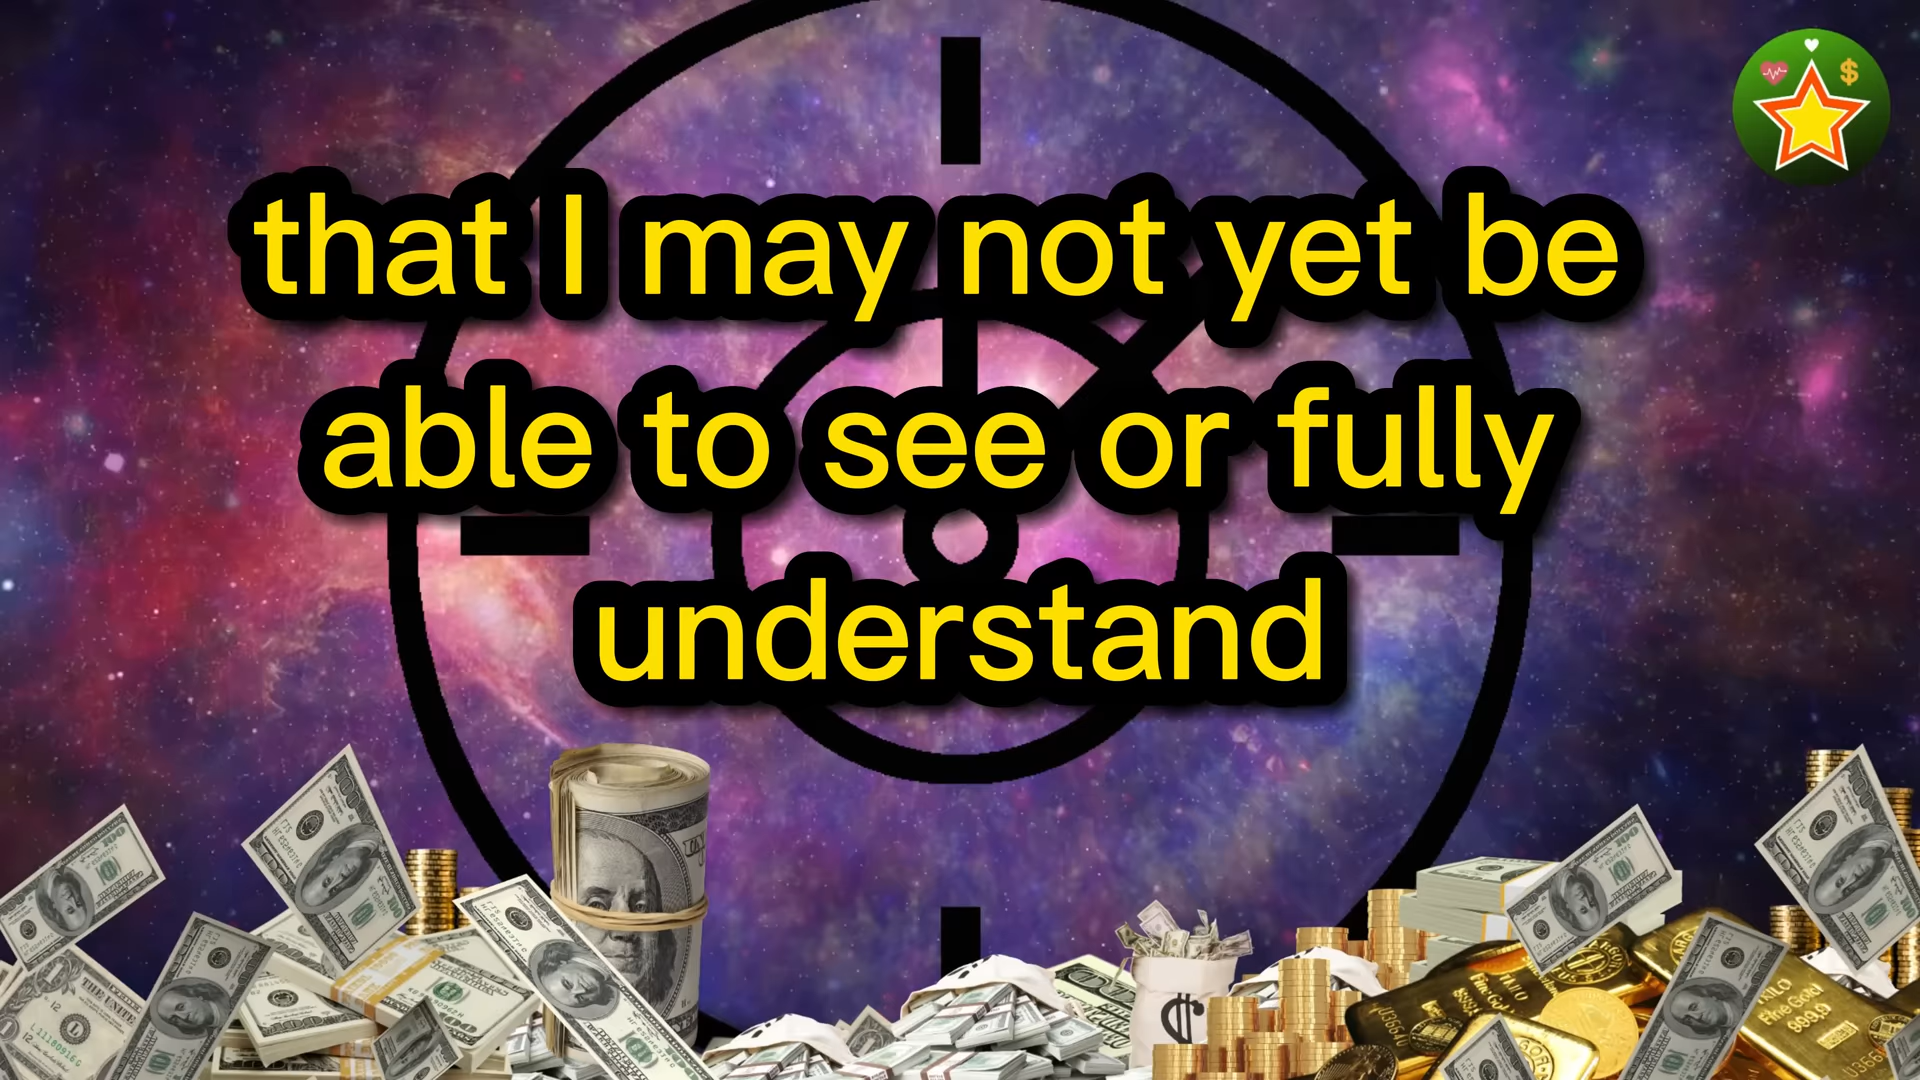 that I may not yet be
able to see or fully
understand